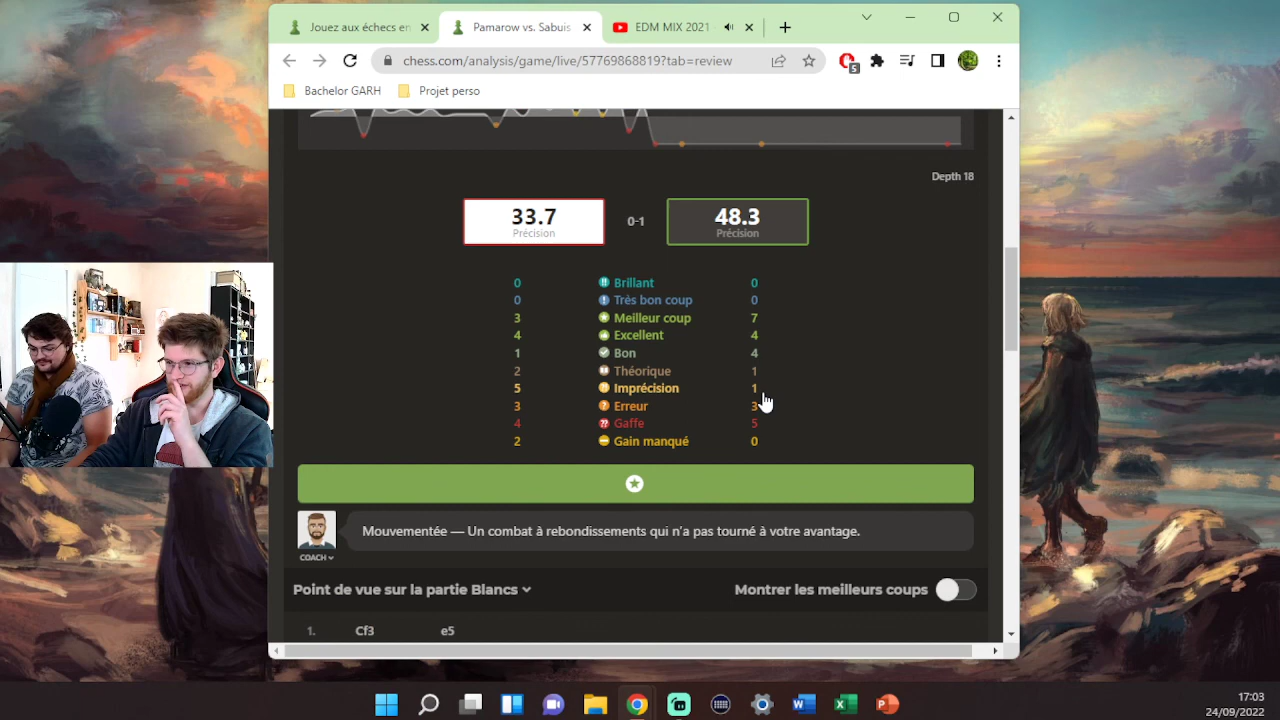 Jouez aux échecs en
Pamarow vs. Sabuis
EDM MIX 2021
chess.com/analysis/game/live/57769868819?tab=review
5
Bachelor GARH
Projet perso
Depth 18
33.7
Précision
0-1
48.3
Précision
0 Brillant 0
0 Très bon coup 0
3 Meilleur coup 7
4 Excellent 4
1 Bon 4
2 Théorique 1
5 Imprécision 1
3 Erreur 3
4 Gaffe 5
2 Gain manqué 0
COACH
Mouvementée — Un combat à rebondissements qui n'a pas tourné à votre avantage.
Point de vue sur la partie Blancs
Montrer les meilleurs coups
1. Cf3 e5
17:03
24/09/2022